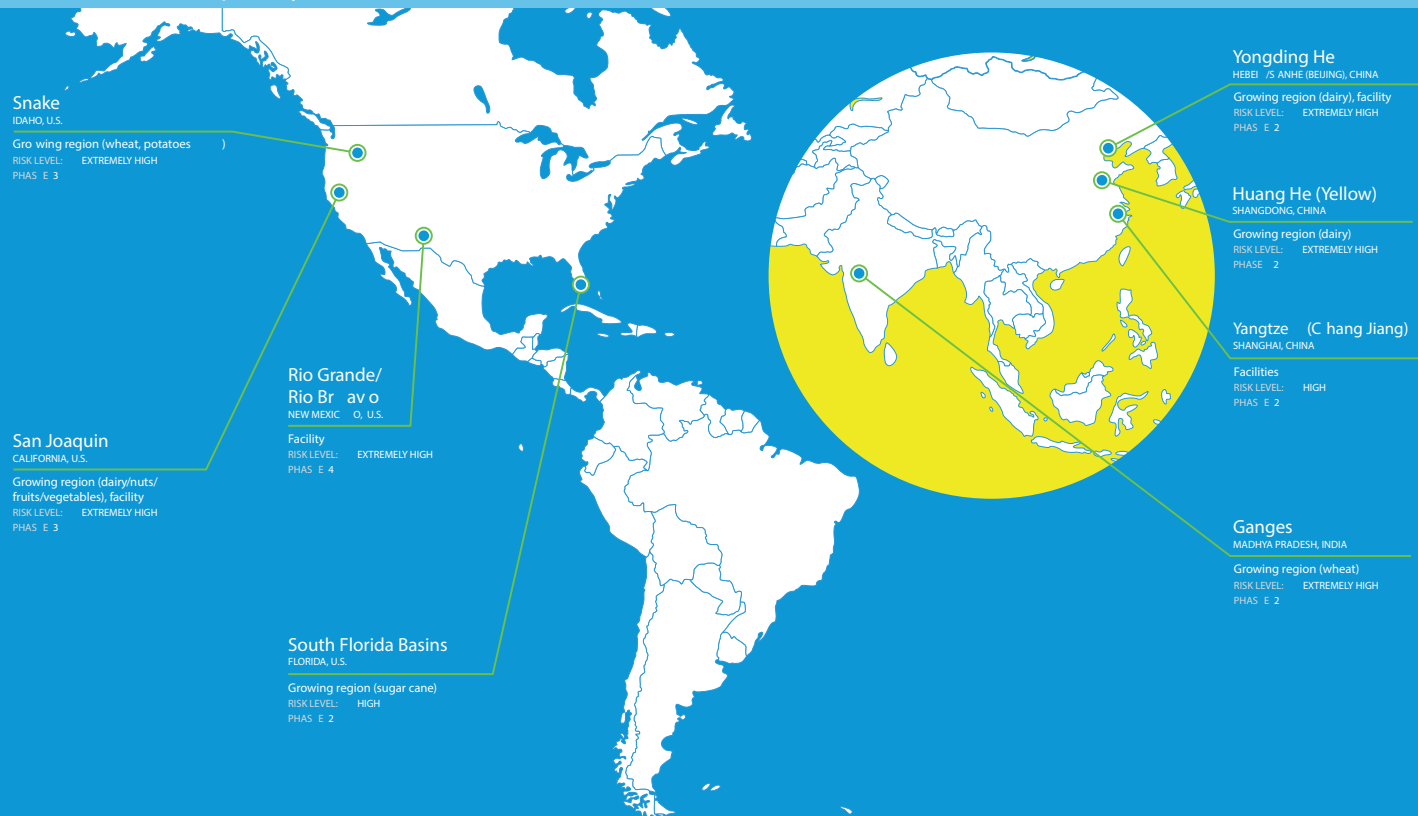 Snake
IDAHO, U.S.
Gro wing region (wheat, potatoes )
RISK LEVEL: EXTREMELY HIGH
PHAS E 3
San Joaquin
CALIFORNIA, U.S.
Growing region (dairy/nuts/
fruits/vegetables), facility
RISK LEVEL: EXTREMELY HIGH
PHAS E 3
Rio Grande/
Rio Br av o
NEW MEXIC O, U.S.
Facility
RISK LEVEL: EXTREMELY HIGH
PHAS E 4
South Florida Basins
FLORIDA, U.S.
Growing region (sugar cane)
RISK LEVEL: HIGH
PHAS E 2
Yongding He
HEBEI /S ANHE (BEIJING), CHINA
Growing region (dairy), facility
RISK LEVEL: EXTREMELY HIGH
PHAS E 2
Huang He (Yellow)
SHANGDONG, CHINA
Growing region (dairy)
RISK LEVEL: EXTREMELY HIGH
PHASE 2
Yangtze (C hang Jiang)
SHANGHAI, CHINA
Facilities
RISK LEVEL: HIGH
PHAS E 2
Ganges
MADHYA PRADESH, INDIA
Growing region (wheat)
RISK LEVEL: EXTREMELY HIGH
PHAS E 2